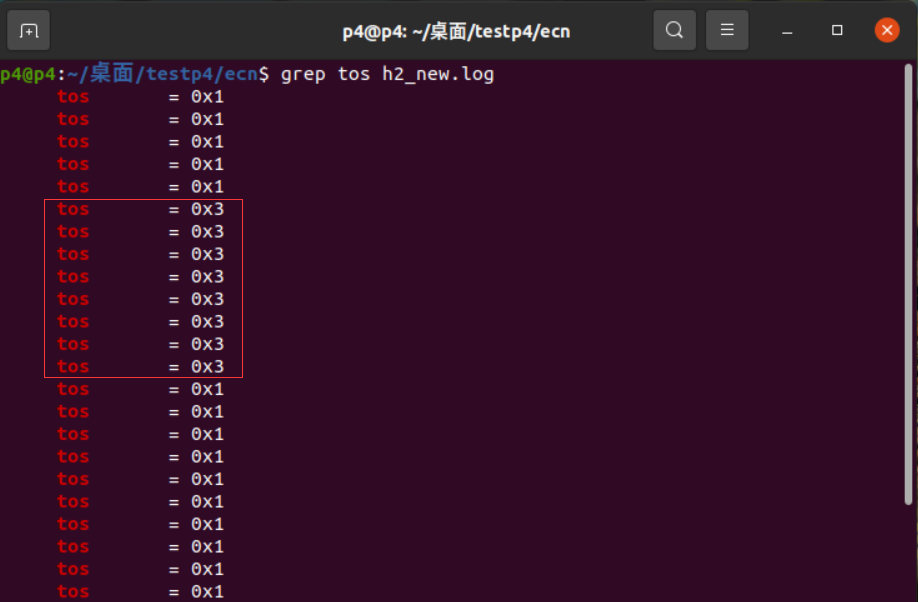 p4@p4: ~/桌面/testp4/ecn
p4@p4:~/桌面/testp4/ecn$ grep tos h2_new.log
tos = 0x1
tos = 0x1
tos = 0x1
tos = 0x1
tos = 0x1
tos = 0x3
tos = 0x3
tos = 0x3
tos = 0x3
tos = 0x3
tos = 0x3
tos = 0x3
tos = 0x3
tos = 0x1
tos = 0x1
tos = 0x1
tos = 0x1
tos = 0x1
tos = 0x1
tos = 0x1
tos = 0x1
tos = 0x1
tos = 0x1